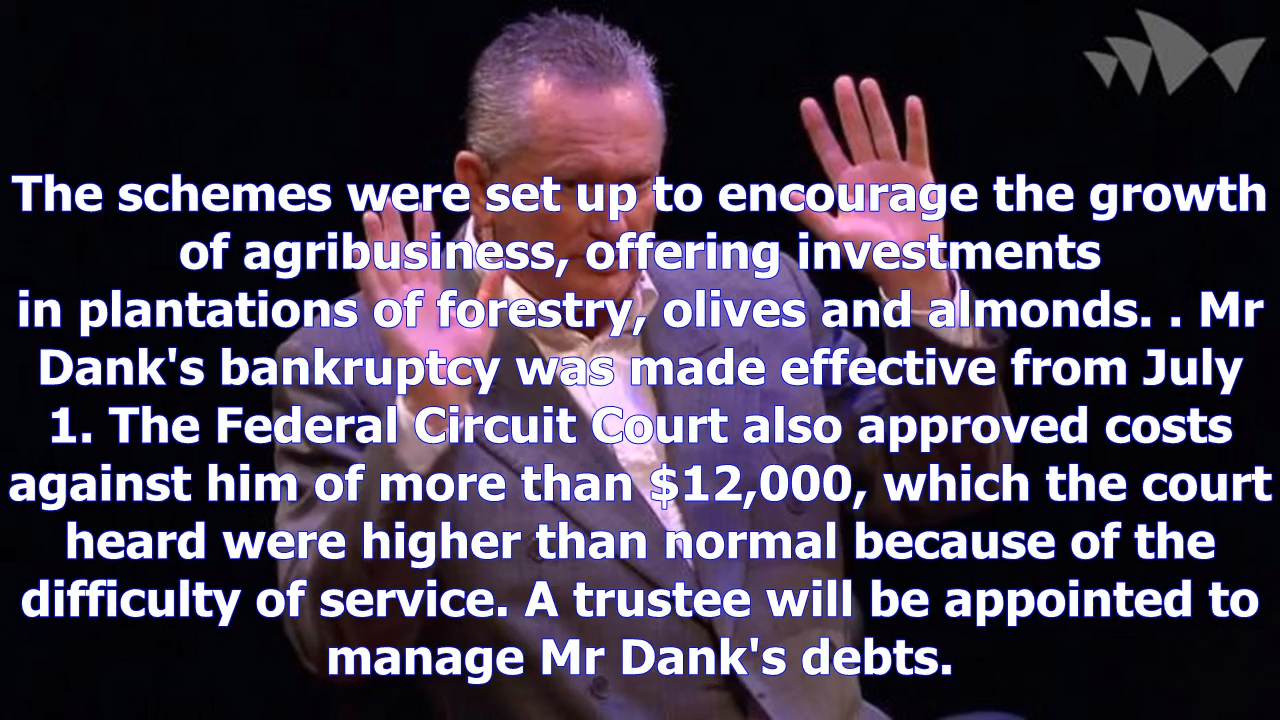 The schemes were set up to encourage the growth
of agribusiness, offering investments
in plantations of forestry, olives and almonds. . Mr
Dank's bankruptcy was made effective from July
1. The Federal Circuit Court also approved costs
against him of more than $12,000, which the court
heard were higher than normal because of the
difficulty of service. A trustee will be appointed to
manage Mr Dank's debts.